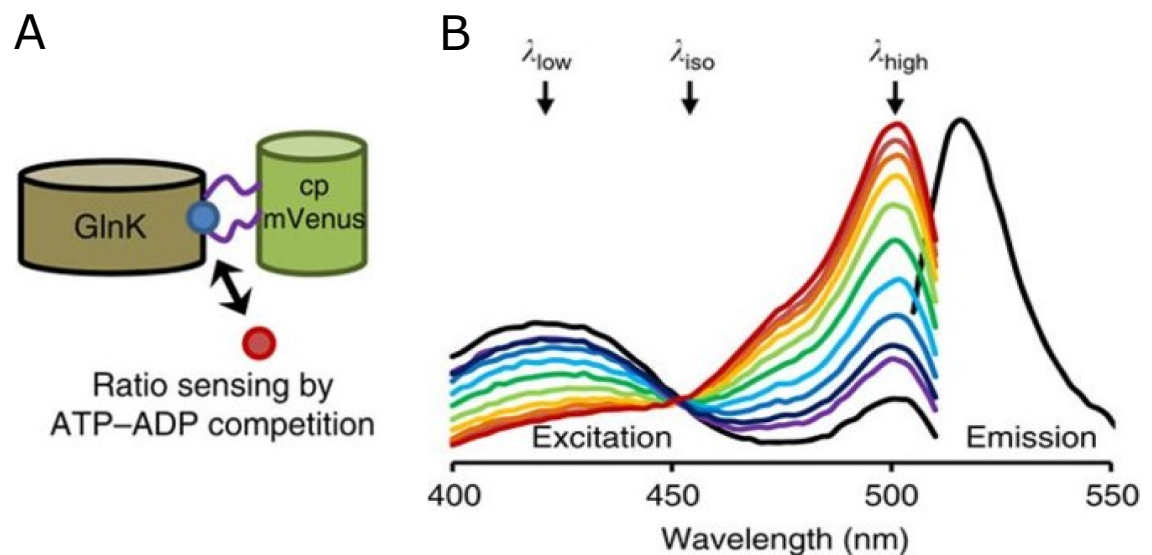 A
GlnK
cp
mVenus
Ratio sensing by
ATP–ADP competition
B
λlow
λiso
λhigh
Excitation
Emission
400
450
500
550
Wavelength (nm)